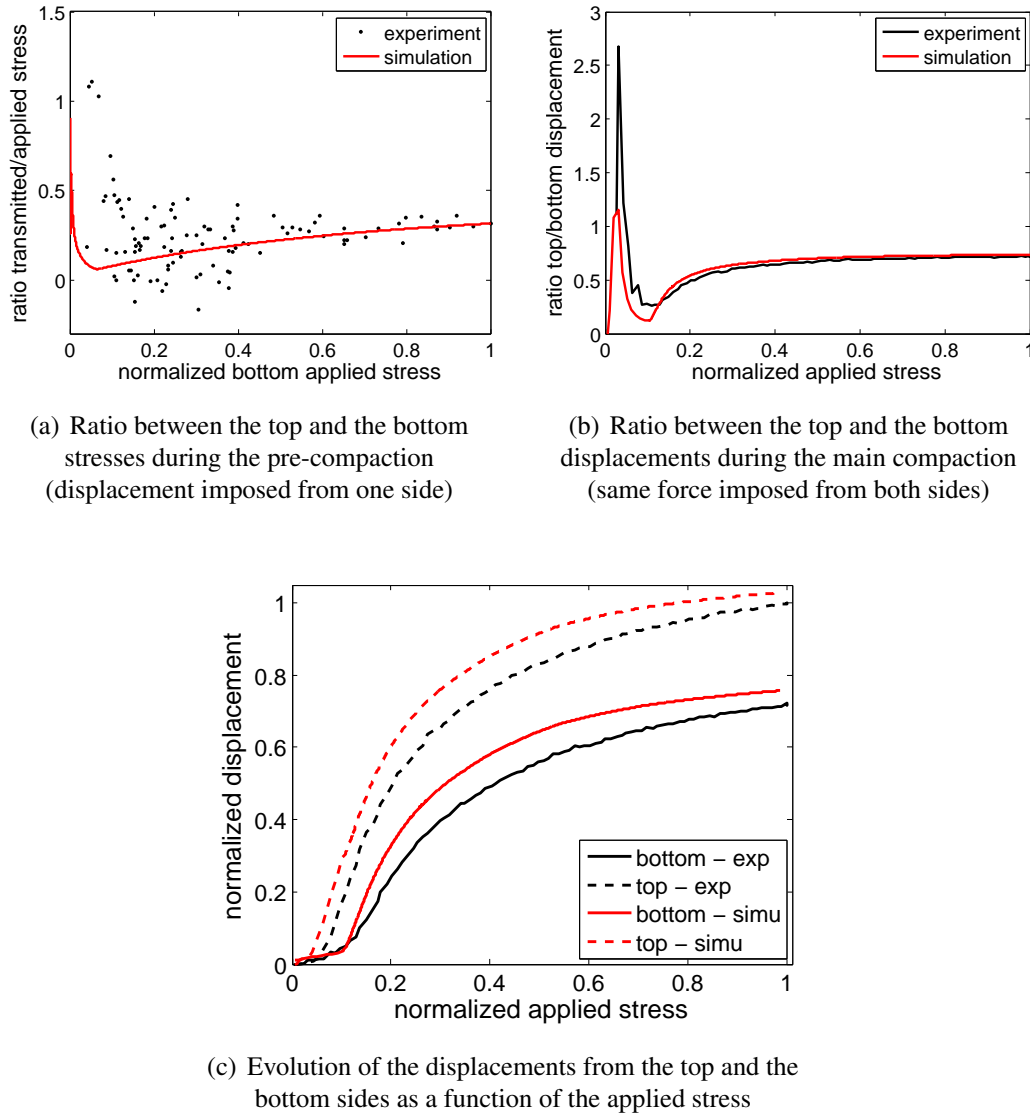 1.5
1
0.5
0
ratio transmitted/applied stress
experiment
simulation
0 0.2 0.4 0.6 0.8 1
normalized bottom applied stress
(a) Ratio between the top and the bottom
stresses during the pre-compaction
(displacement imposed from one side)
3
2.5
2
1.5
1
0.5
0
ratio top/bottom displacement
experiment
simulation
0 0.2 0.4 0.6 0.8 1
normalized applied stress
(b) Ratio between the top and the bottom
displacements during the main compaction
(same force imposed from both sides)
1
0.8
0.6
0.4
0.2
0
normalized displacement
bottom − exp
top − exp
bottom − simu
top − simu
0 0.2 0.4 0.6 0.8 1
normalized applied stress
(c) Evolution of the displacements from the top and the
bottom sides as a function of the applied stress